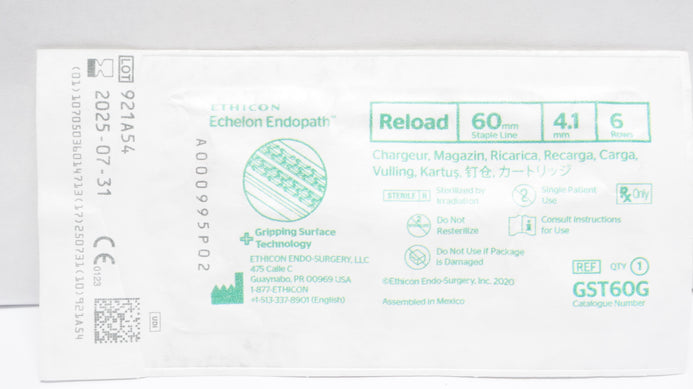 LOT 921A54
2025-07-31
(01)10705036014713(17)250731(10)921A54
CE
0123
UDI
A000995P02
ETHICON
Echelon Endopath™
Gripping Surface
Technology
ETHICON ENDO-SURGERY, LLC
475 Calle C
Guaynabo, PR 00969 USA
1-877-ETHICON
+1-513-337-8901 (English)
Reload 60mm Staple Line 4.1 mm 6 Rows
Chargeur, Magazin, Ricarica, Recarga, Carga,
Vulling, Kartuş, 钉仓, カートリッジ
STERILE R Sterilized by Irradiation
2 Single Patient Use
Rx Only
Do Not Resterilize
Consult Instructions for Use
Do Not Use if Package is Damaged
©Ethicon Endo-Surgery, Inc. 2020
Assembled in Mexico
REF QTY 1
GST60G
Catalogue Number